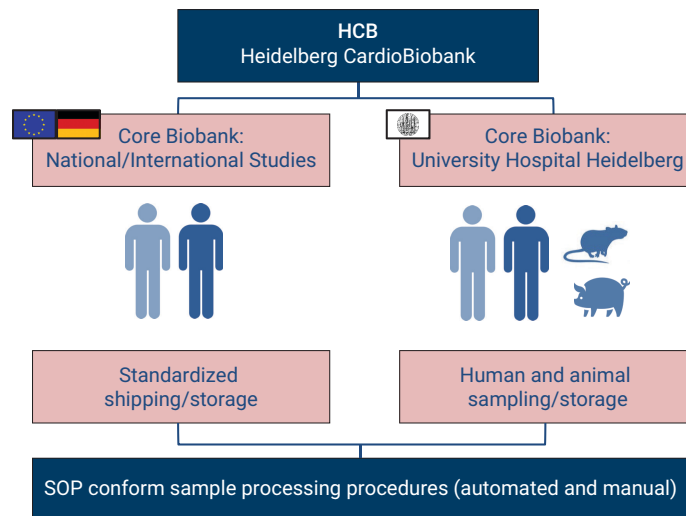 HCB
Heidelberg CardioBiobank
Core Biobank:
National/International Studies
Core Biobank:
University Hospital Heidelberg
Standardized
shipping/storage
Human and animal
sampling/storage
SOP conform sample processing procedures (automated and manual)